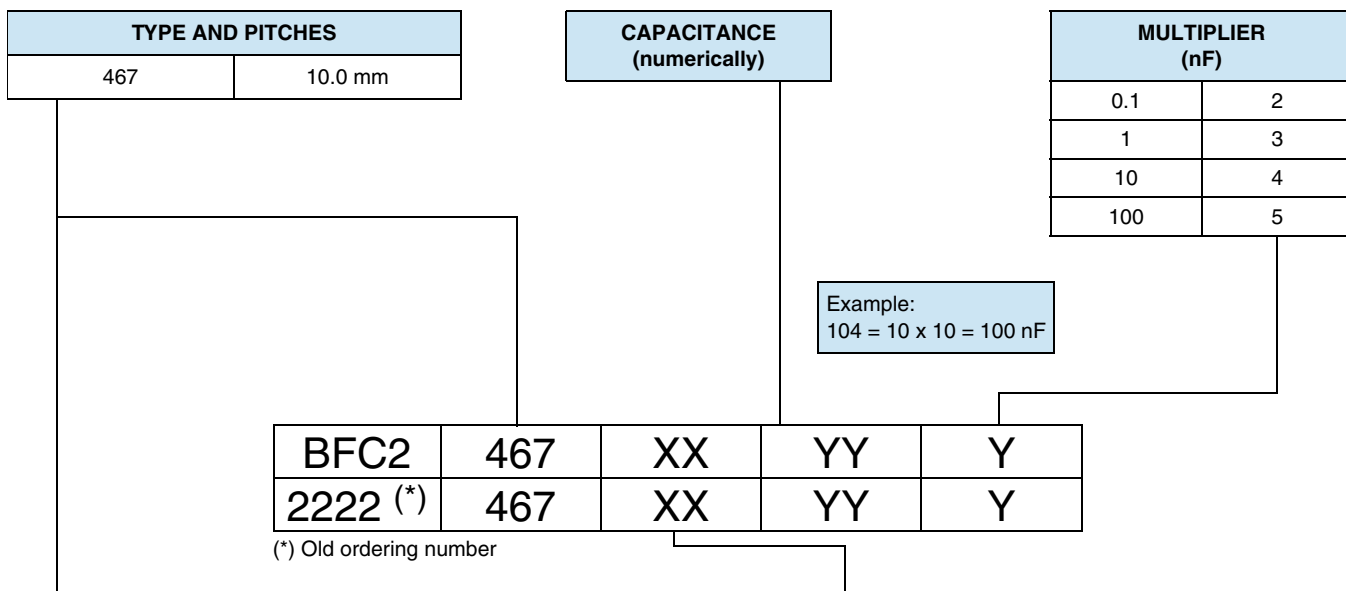 TYPE AND PITCHES
467 10.0 mm
CAPACITANCE
(numerically)
MULTIPLIER
(nF)
0.1 2
1 3
10 4
100 5
Example:
104 = 10 x 10 = 100 nF
BFC2 467 XX YY Y
2222 (*) 467 XX YY Y
(*) Old ordering number